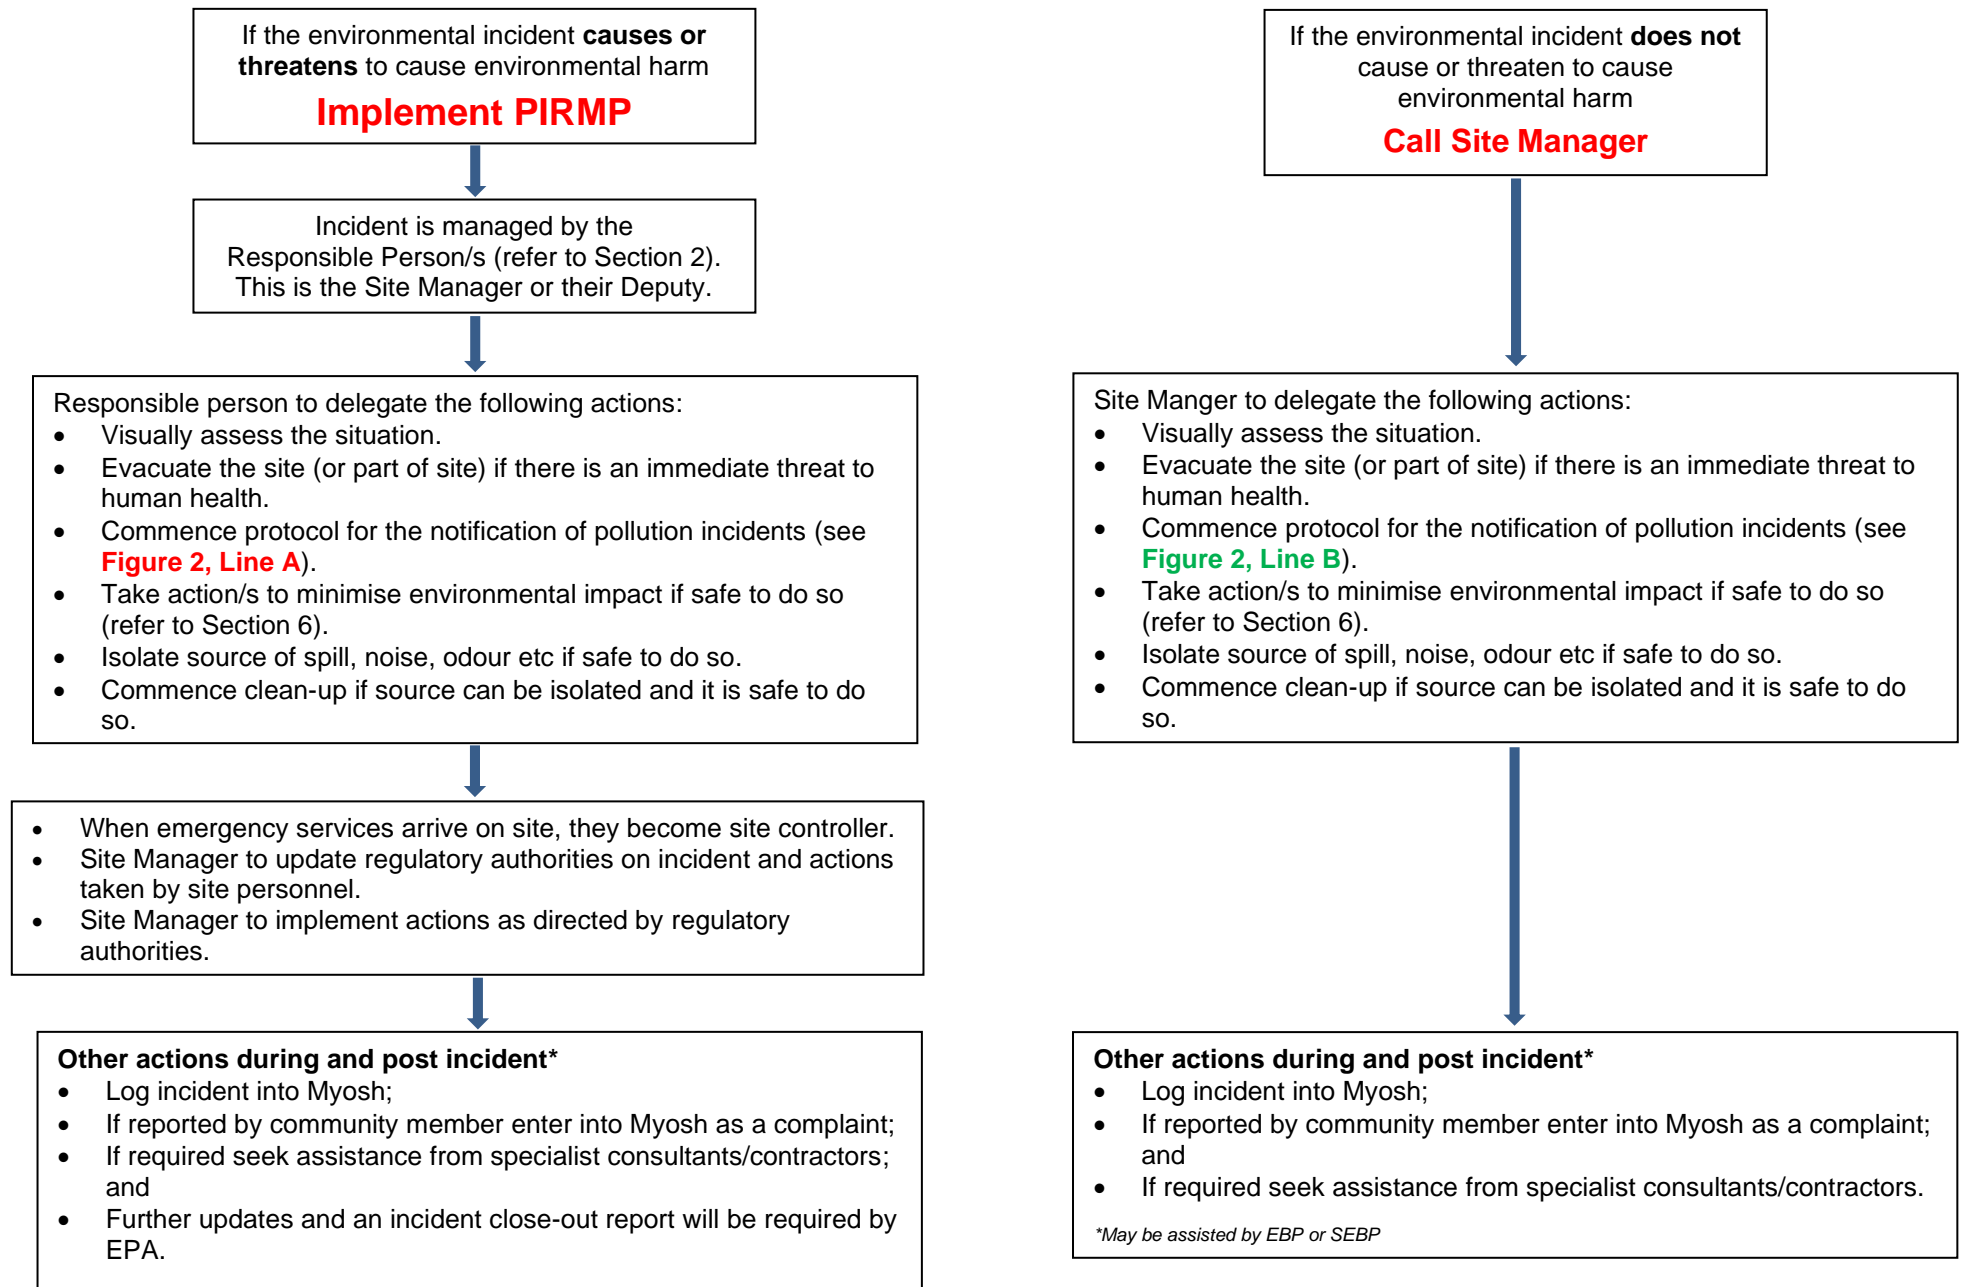 If the environmental incident causes or
threatens to cause environmental harm
Implement PIRMP
Incident is managed by the
Responsible Person/s (refer to Section 2).
This is the Site Manager or their Deputy.
Responsible person to delegate the following actions:
• Visually assess the situation.
• Evacuate the site (or part of site) if there is an immediate threat to
human health.
• Commence protocol for the notification of pollution incidents (see
Figure 2, Line A).
• Take action/s to minimise environmental impact if safe to do so
(refer to Section 6).
• Isolate source of spill, noise, odour etc if safe to do so.
• Commence clean-up if source can be isolated and it is safe to do
so.
• When emergency services arrive on site, they become site controller.
• Site Manager to update regulatory authorities on incident and actions
taken by site personnel.
• Site Manager to implement actions as directed by regulatory
authorities.
Other actions during and post incident*
• Log incident into Myosh;
• If reported by community member enter into Myosh as a complaint;
• If required seek assistance from specialist consultants/contractors;
and
• Further updates and an incident close-out report will be required by
EPA.
If the environmental incident does not
cause or threaten to cause
environmental harm
Call Site Manager
Site Manger to delegate the following actions:
• Visually assess the situation.
• Evacuate the site (or part of site) if there is an immediate threat to
human health.
• Commence protocol for the notification of pollution incidents (see
Figure 2, Line B).
• Take action/s to minimise environmental impact if safe to do so
(refer to Section 6).
• Isolate source of spill, noise, odour etc if safe to do so.
• Commence clean-up if source can be isolated and it is safe to do
so.
Other actions during and post incident*
• Log incident into Myosh;
• If reported by community member enter into Myosh as a complaint;
and
• If required seek assistance from specialist consultants/contractors.
*May be assisted by EBP or SEBP